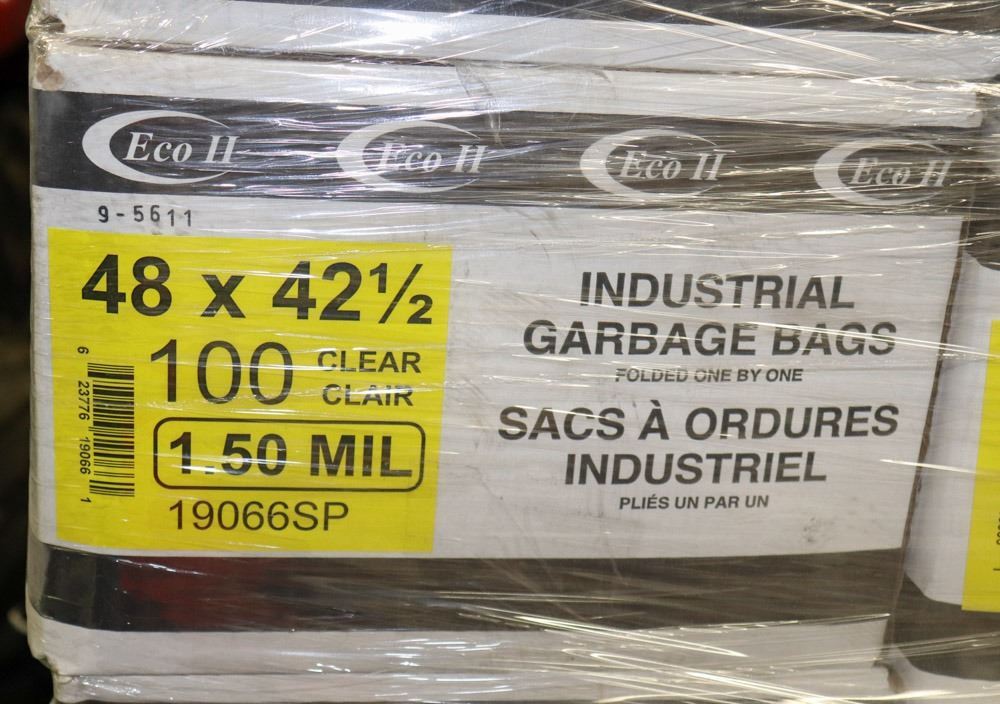 Eco II Eco II Eco II Eco II
9-5611
48 x 42½
100 CLEAR
CLAIR
1.50 MIL
19066SP
6 23776 19066 1
INDUSTRIAL
GARBAGE BAGS
FOLDED ONE BY ONE
SACS À ORDURES
INDUSTRIEL
PLIÉS UN PAR UN